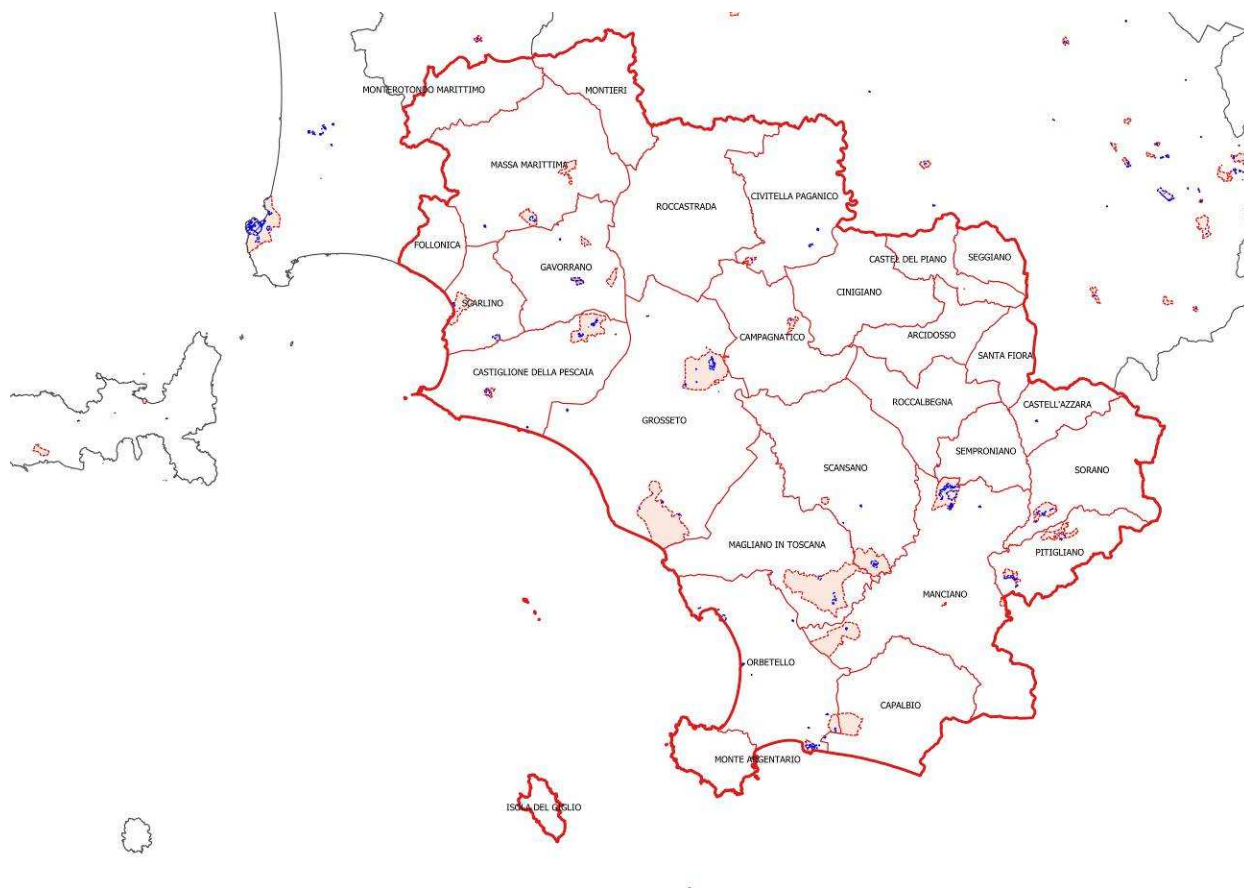 MONTEROTONDO MARITTIMO
MONTIERI
MASSA MARITTIMA
CIVITELLA PAGANICO
ROCCASTRADA
FOLLONICA
CASTEL DEL PIANO
SEGGIANO
GAVORRANO
CINIGIANO
SCARLINO
CAMPAGNATICO
ARCIDOSSO
SANTA FIORA
CASTIGLIONE DELLA PESCAIA
ROCCALBEGNA
CASTELL'AZZARA
GROSSETO
SEMPRONIANO
SCANSANO
SORANO
MAGLIANO IN TOSCANA
PITIGLIANO
MANCIANO
ORBETELLO
CAPALBIO
MONTE ARGENTARIO
ISOLA DEL GIGLIO